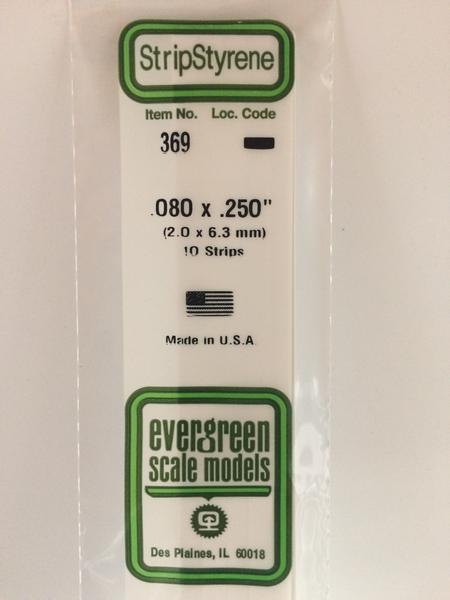 StripStyrene
Item No. Loc. Code
369
.080 x .250"
(2.0 x 6.3 mm)
10 Strips
Made in U.S.A
evergreen
scale models
Des Plaines, IL 60018